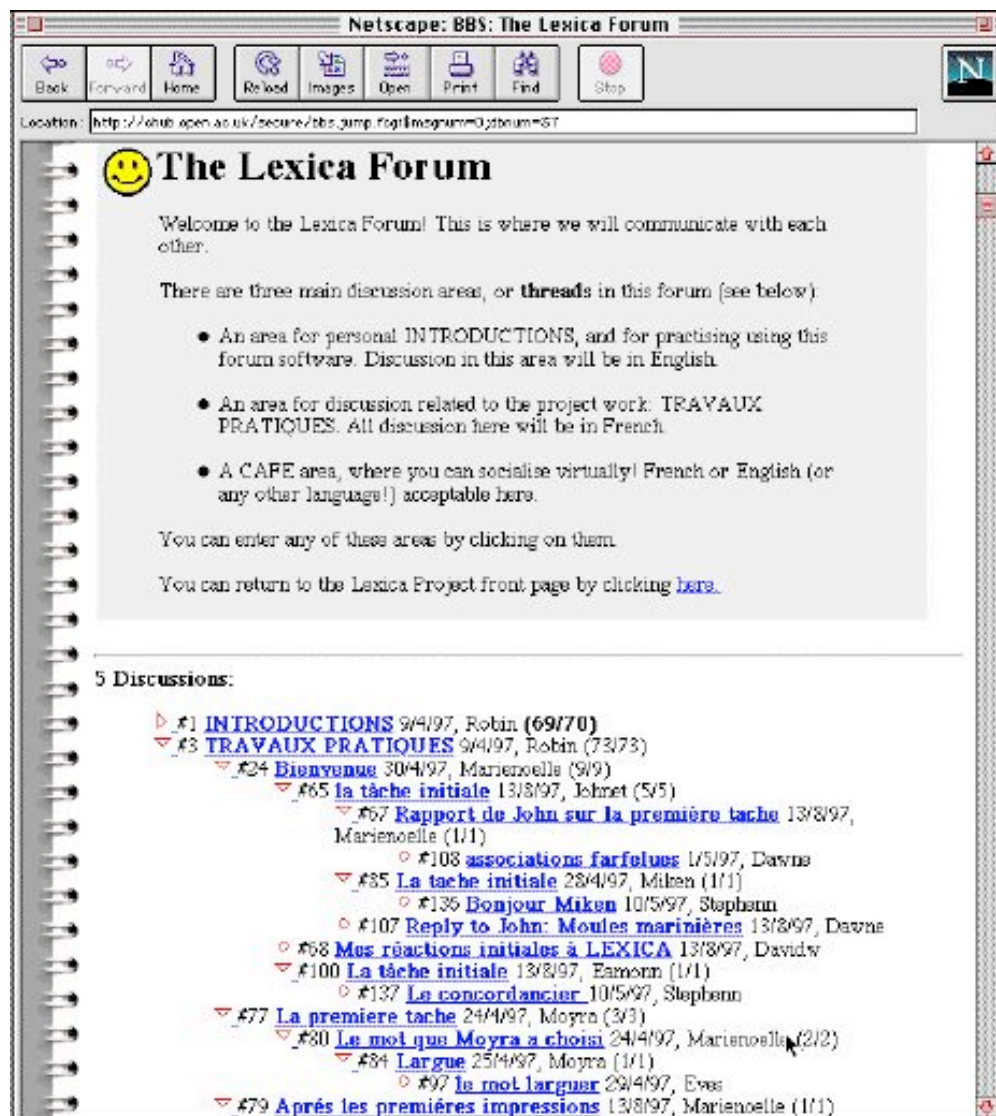 Netscape: BBS: The Lexica Forum
Back Forward Home Reload Images Open Print Find Stop
N
Location:
The Lexica Forum
Welcome to the Lexica Forum! This is where we will communicate with each
other.
There are three main discussion areas, or threads in this forum (see below):
● An area for personal INTRODUCTIONS, and for practising using this
forum software. Discussion in this area will be in English.
● An area for discussion related to the project work: TRAVAUX
PRATIQUES. All discussion here will be in French.
● A CAFE area, where you can socialise virtually! French or English (or
any other language!) acceptable here.
You can enter any of these areas by clicking on them.
You can return to the Lexica Project front page by clicking here.
5 Discussions:
#1 INTRODUCTIONS 9/4/97, Robin (69/70)
#3 TRAVAUX PRATIQUES 9/4/97, Robin (73/73)
#24 Bienvenue 30/4/97, Marienoelle (9/9)
#65 la tâche initiale 13/8/97, Johnet (5/5)
#67 Rapport de John sur la première tache 13/8/97,
Marienoelle (1/1)
#108 associations farfelues 1/5/97, Dawne
#85 La tache initiale 28/4/97, Miken (1/1)
#136 Bonjour Miken 10/5/97, Stephenn
#107 Reply to John: Moules marinières 13/8/97, Dawne
#68 Mes réactions initiales à LEXICA 13/8/97, Davidw
#100 La tâche initiale 13/8/97, Eamonn (1/1)
#137 Le concordancier 10/5/97, Stephenn
#77 La premiere tache 24/4/97, Moyra (3/3)
#80 Le mot que Moyra a choisi 24/4/97, Marienoelle (2/2)
#84 Largue 25/4/97, Moyra (1/1)
#97 le mot larguer 29/4/97, Eves
#79 Aprés les premiéres impressions 13/8/97, Marienoelle (1/1)